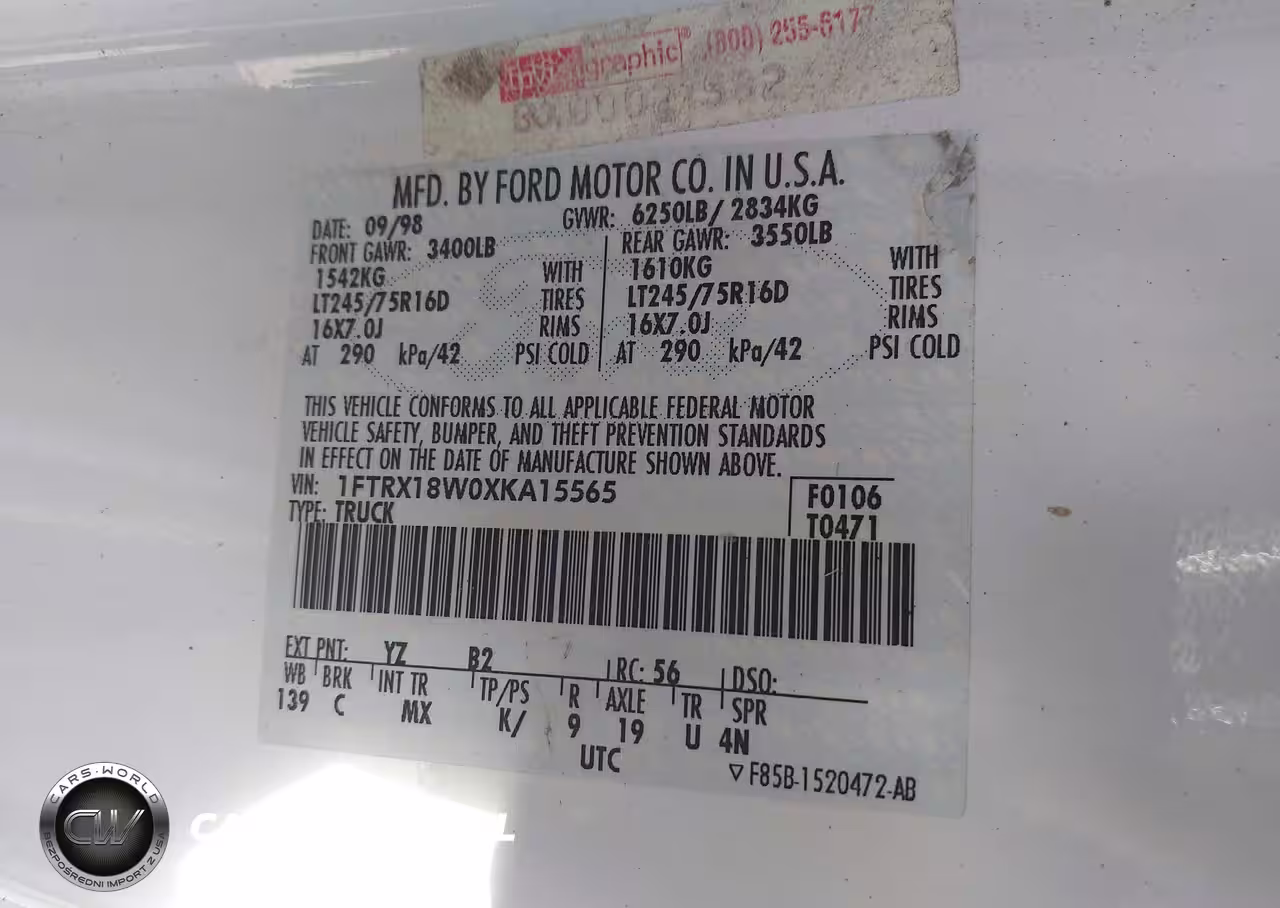 graphic® (800) 255-617
MFD. BY FORD MOTOR CO. IN U.S.A.
DATE: 09/98 GVWR: 6250LB/ 2834KG
FRONT GAWR: 3400LB REAR GAWR: 3550LB
1542KG WITH 1610KG WITH
LT245/75R16D TIRES LT245/75R16D TIRES
16X7.0J RIMS 16X7.0J RIMS
AT 290 kPa/42 PSI COLD AT 290 kPa/42 PSI COLD
THIS VEHICLE CONFORMS TO ALL APPLICABLE FEDERAL MOTOR
VEHICLE SAFETY, BUMPER, AND THEFT PREVENTION STANDARDS
IN EFFECT ON THE DATE OF MANUFACTURE SHOWN ABOVE.
VIN: 1FTRX18W0XKA15565 F0106
TYPE: TRUCK T0471
EXT PNT: YZ B2 RC: 56 DSO:
WB BRK INT TR TP/PS R AXLE TR SPR
139 C MX K/ 9 19 U 4N
UTC
▽ F85B-1520472-AB
CARS-WORLD
CW
BEZPOŚREDNI IMPORT Z USA